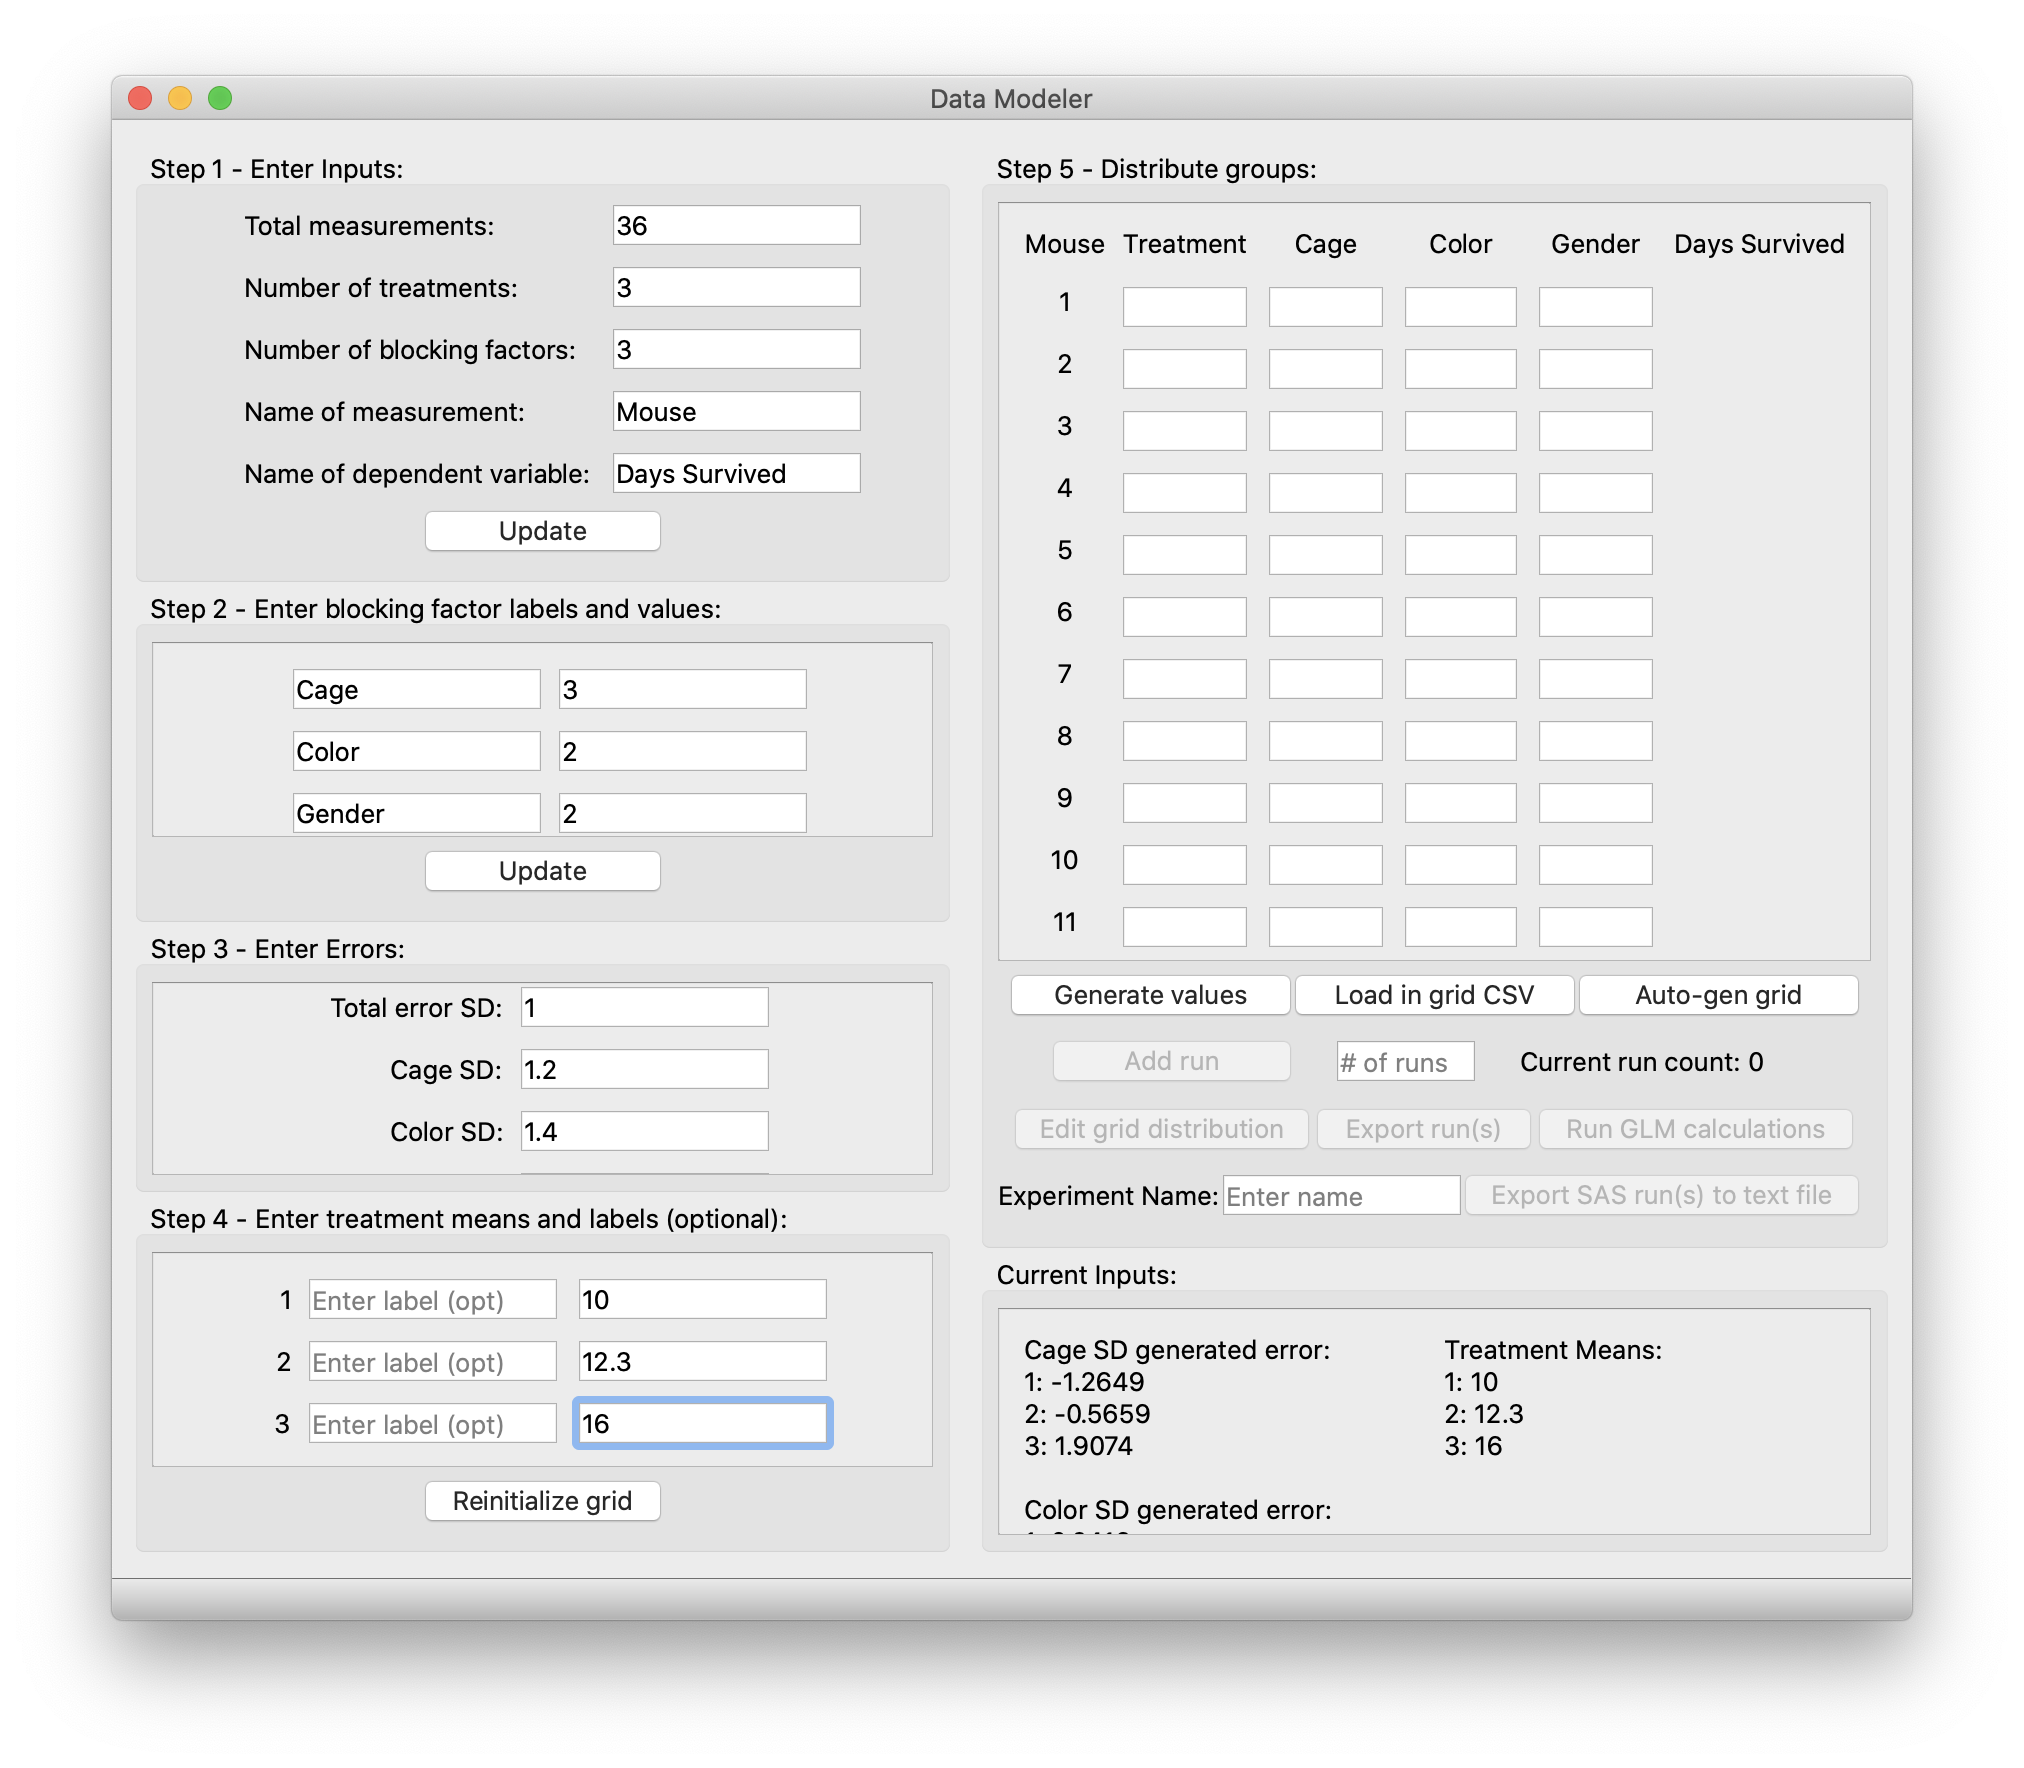 Data Modeler
Step 1 - Enter Inputs:
Total measurements: 36
Number of treatments: 3
Number of blocking factors: 3
Name of measurement: Mouse
Name of dependent variable: Days Survived
Update
Step 2 - Enter blocking factor labels and values:
Cage 3
Color 2
Gender 2
Update
Step 3 - Enter Errors:
Total error SD: 1
Cage SD: 1.2
Color SD: 1.4
Step 4 - Enter treatment means and labels (optional):
1 Enter label (opt) 10
2 Enter label (opt) 12.3
3 Enter label (opt) 16
Reinitialize grid
Step 5 - Distribute groups:
Mouse Treatment Cage Color Gender Days Survived
1
2
3
4
5
6
7
8
9
10
11
Generate values Load in grid CSV Auto-gen grid
Add run # of runs Current run count: 0
Edit grid distribution Export run(s) Run GLM calculations
Experiment Name: Enter name Export SAS run(s) to text file
Current Inputs:
Cage SD generated error: Treatment Means:
1: -1.2649 1: 10
2: -0.5659 2: 12.3
3: 1.9074 3: 16
Color SD generated error: